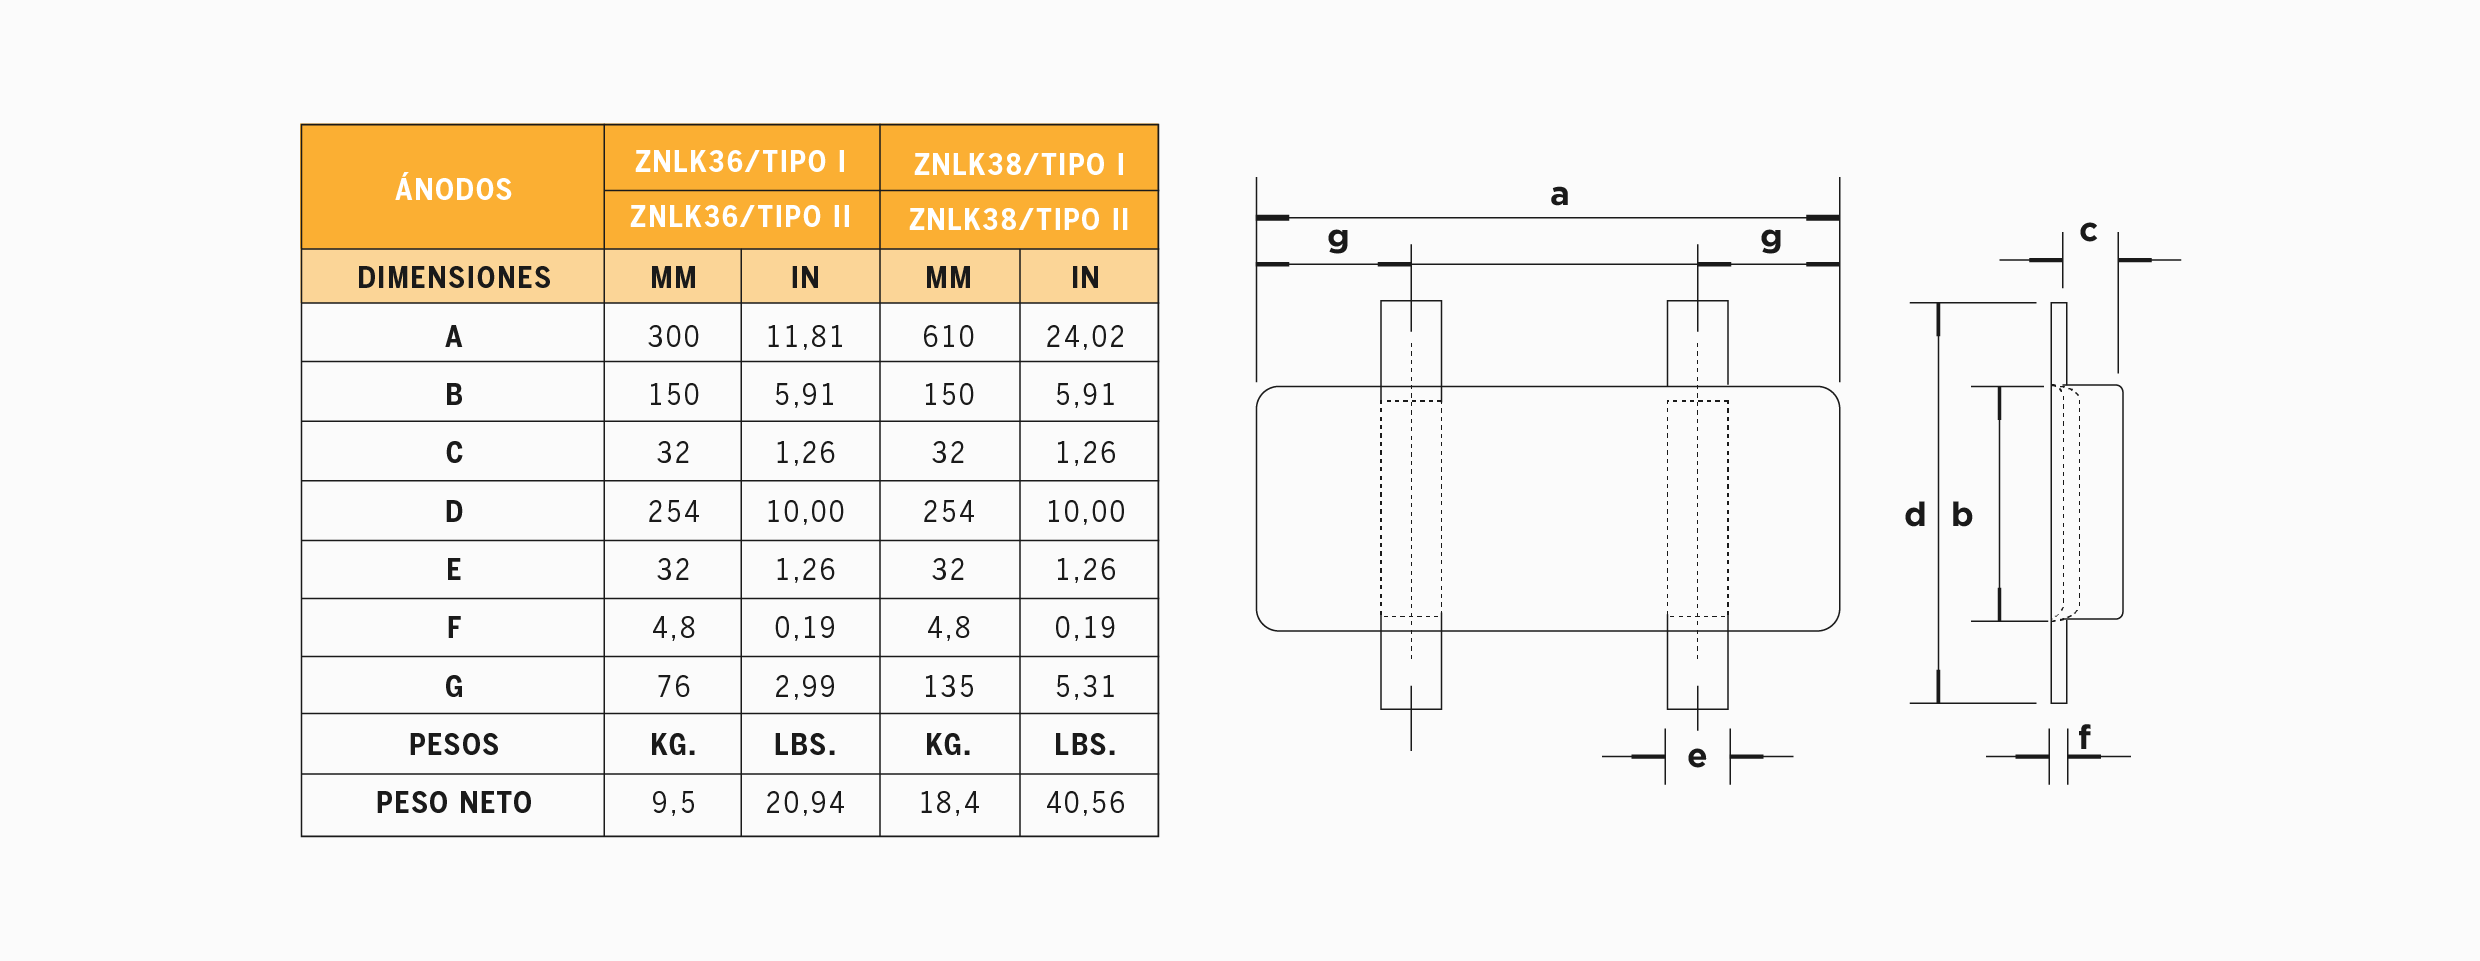 ÁNODOS ZNLK36/TIPO I ZNLK38/TIPO I
ZNLK36/TIPO II ZNLK38/TIPO II
DIMENSIONES MM IN MM IN
A 300 11,81 610 24,02
B 150 5,91 150 5,91
C 32 1,26 32 1,26
D 254 10,00 254 10,00
E 32 1,26 32 1,26
F 4,8 0,19 4,8 0,19
G 76 2,99 135 5,31
PESOS KG. LBS. KG. LBS.
PESO NETO 9,5 20,94 18,4 40,56
a
g g
c
d b
e
f